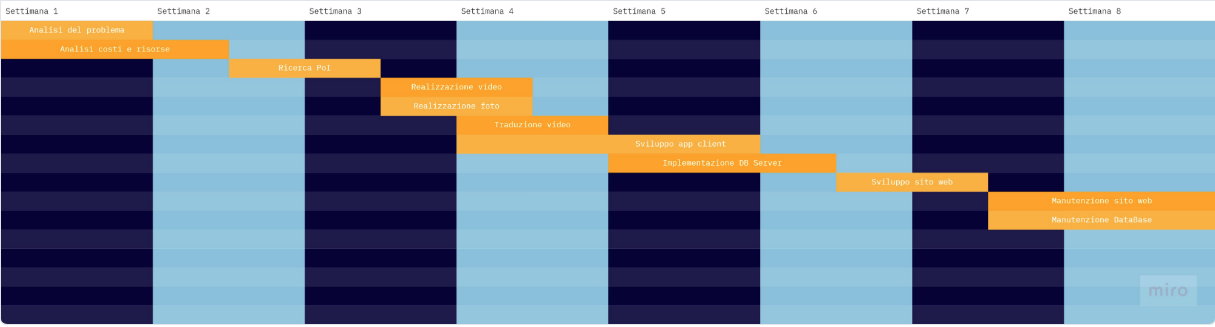 Settimana 1 Settimana 2 Settimana 3 Settimana 4 Settimana 5 Settimana 6 Settimana 7 Settimana 8
Analisi del problema
Analisi costi e risorse
Ricerca PoI
Realizzazione video
Realizzazione foto
Traduzione video
Sviluppo app client
Implementazione DB Server
Sviluppo sito web
Manutenzione sito web
Manutenzione DataBase
miro